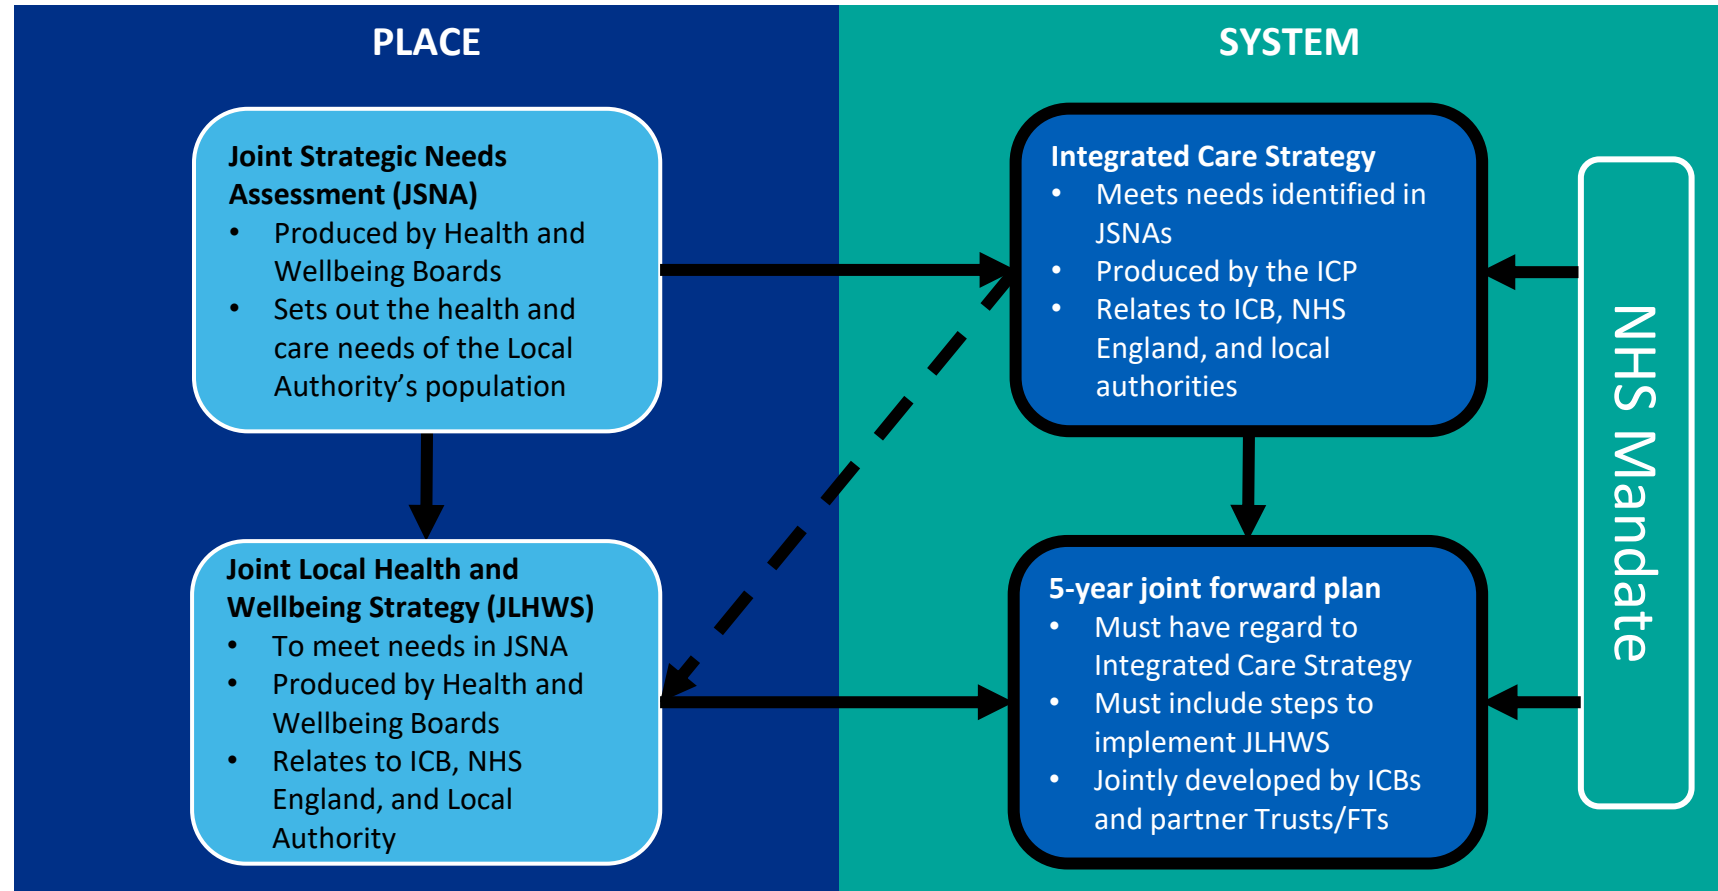 PLACE
SYSTEM
Joint Strategic Needs
Assessment (JSNA)
• Produced by Health and
Wellbeing Boards
• Sets out the health and
care needs of the Local
Authority’s population
Integrated Care Strategy
• Meets needs identified in
JSNAs
• Produced by the ICP
• Relates to ICB, NHS
England, and local
authorities
Joint Local Health and
Wellbeing Strategy (JLHWS)
• To meet needs in JSNA
• Produced by Health and
Wellbeing Boards
• Relates to ICB, NHS
England, and Local
Authority
5-year joint forward plan
• Must have regard to
Integrated Care Strategy
• Must include steps to
implement JLHWS
• Jointly developed by ICBs
and partner Trusts/FTs
NHS Mandate